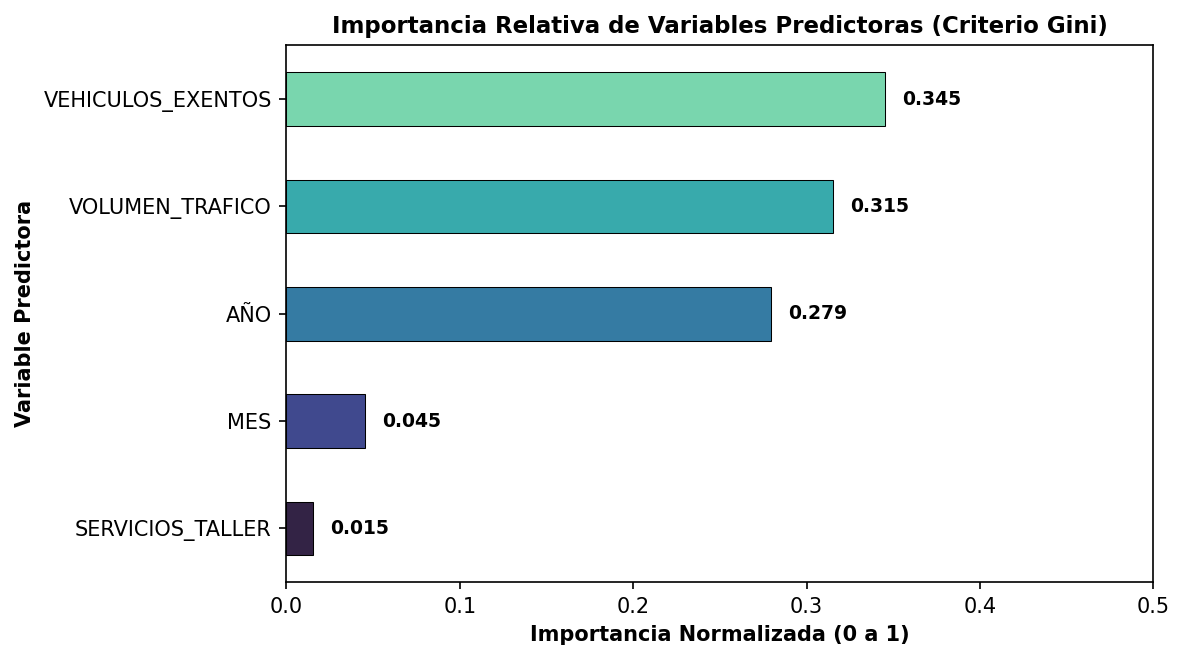 Importancia Relativa de Variables Predictoras (Criterio Gini)
Variable Predictora
VEHICULOS_EXENTOS 0.345
VOLUMEN_TRAFICO 0.315
AÑO 0.279
MES 0.045
SERVICIOS_TALLER 0.015
0.0 0.1 0.2 0.3 0.4 0.5
Importancia Normalizada (0 a 1)